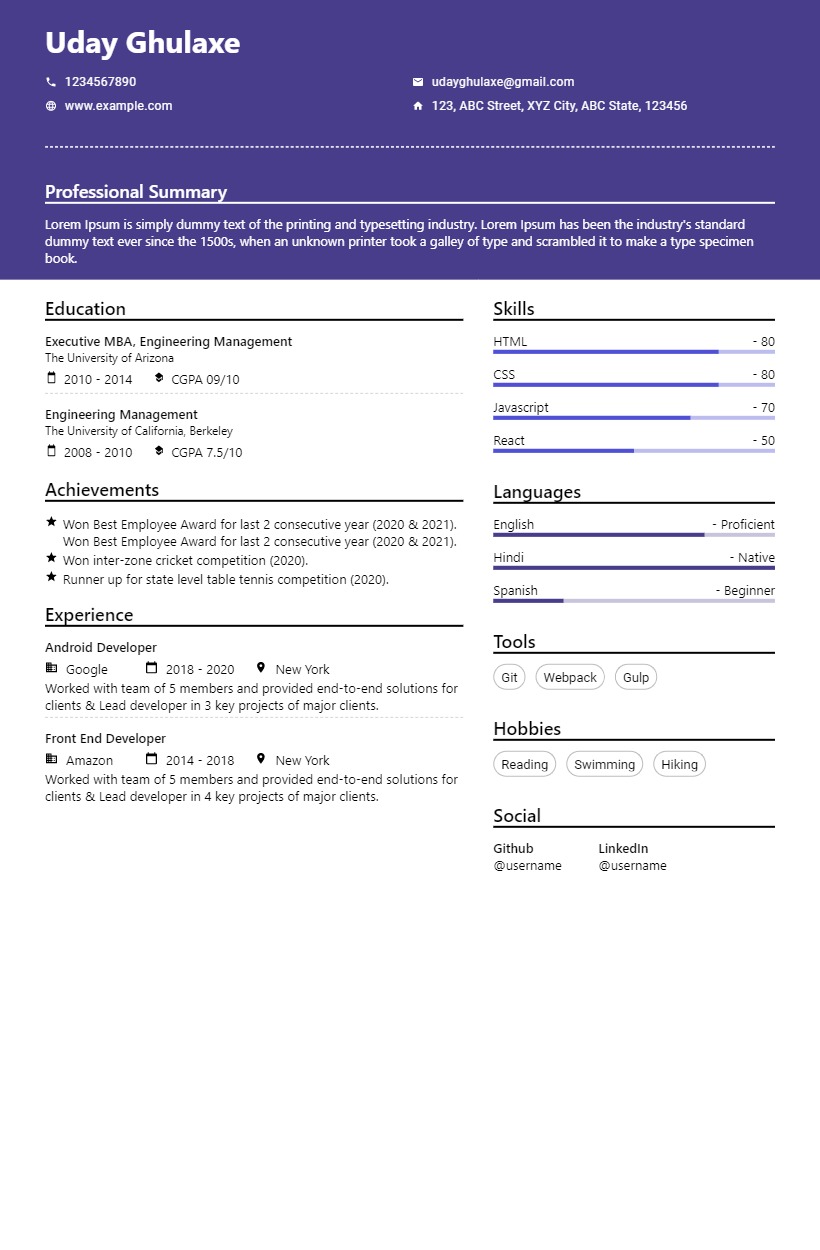 Uday Ghulaxe
1234567890
udayghulaxe@gmail.com
www.example.com
123, ABC Street, XYZ City, ABC State, 123456
Professional Summary
Lorem Ipsum is simply dummy text of the printing and typesetting industry. Lorem Ipsum has been the industry's standard
dummy text ever since the 1500s, when an unknown printer took a galley of type and scrambled it to make a type specimen
book.
Education
Executive MBA, Engineering Management
The University of Arizona
2010 - 2014 CGPA 09/10
Engineering Management
The University of California, Berkeley
2008 - 2010 CGPA 7.5/10
Achievements
Won Best Employee Award for last 2 consecutive year (2020 & 2021).
Won Best Employee Award for last 2 consecutive year (2020 & 2021).
Won inter-zone cricket competition (2020).
Runner up for state level table tennis competition (2020).
Experience
Android Developer
Google 2018 - 2020 New York
Worked with team of 5 members and provided end-to-end solutions for
clients & Lead developer in 3 key projects of major clients.
Front End Developer
Amazon 2014 - 2018 New York
Worked with team of 5 members and provided end-to-end solutions for
clients & Lead developer in 4 key projects of major clients.
Skills
HTML - 80
CSS - 80
Javascript - 70
React - 50
Languages
English - Proficient
Hindi - Native
Spanish - Beginner
Tools
Git Webpack Gulp
Hobbies
Reading Swimming Hiking
Social
Github LinkedIn
@username @username